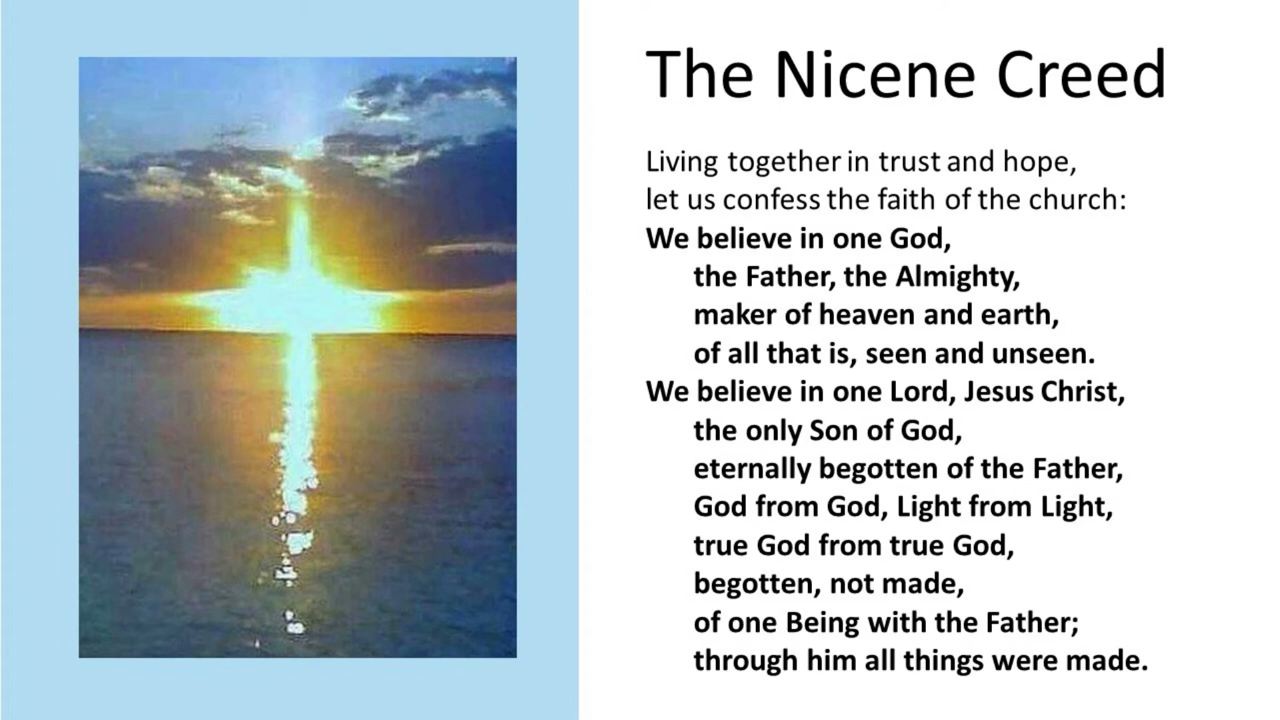 The Nicene Creed
Living together in trust and hope,
let us confess the faith of the church:
We believe in one God,
the Father, the Almighty,
maker of heaven and earth,
of all that is, seen and unseen.
We believe in one Lord, Jesus Christ,
the only Son of God,
eternally begotten of the Father,
God from God, Light from Light,
true God from true God,
begotten, not made,
of one Being with the Father;
through him all things were made.